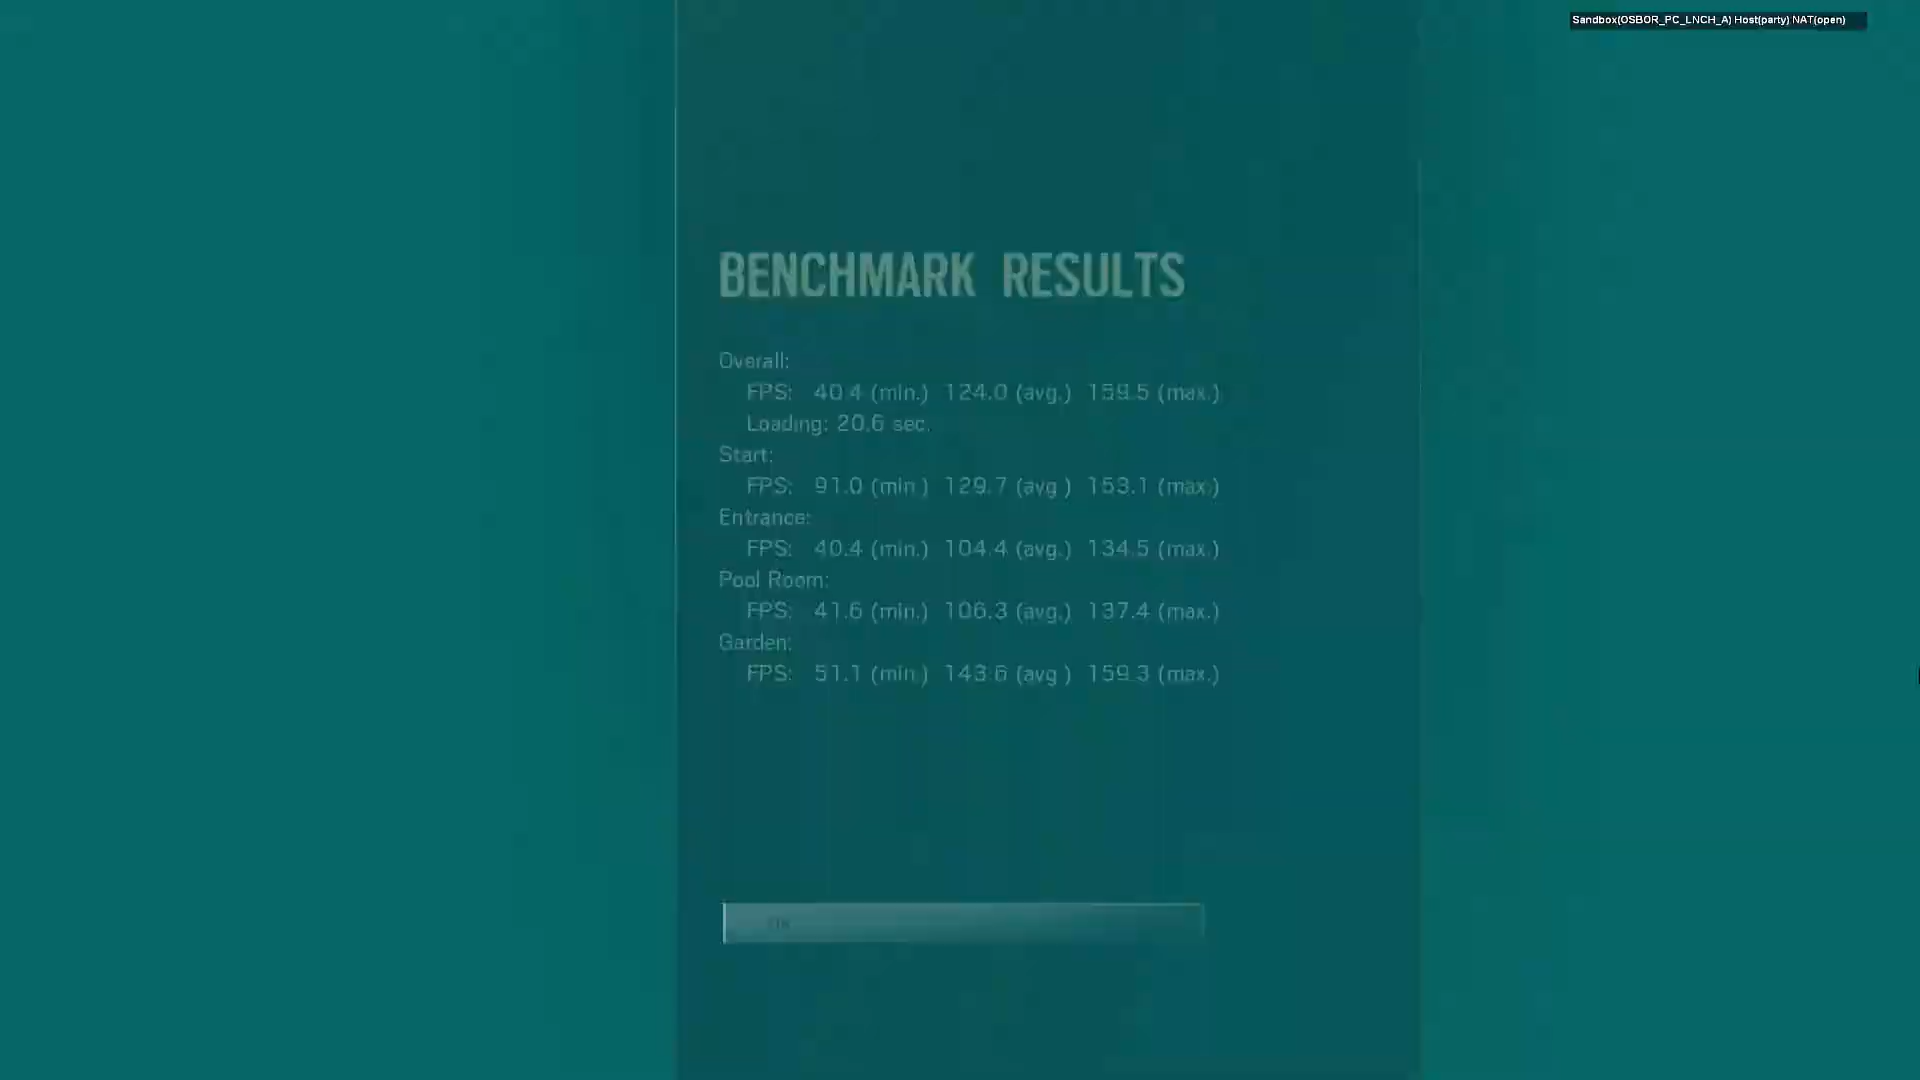 Sandbox(OSBOR_PC_LNCH_A) Host(party) NAT(open)
BENCHMARK RESULTS
Overall:
FPS: 40.4 (min.) 124.0 (avg.) 159.5 (max.)
Loading: 20.6 sec.
Start:
FPS: 91.0 (min.) 129.7 (avg.) 153.1 (max.)
Entrance:
FPS: 40.4 (min.) 104.4 (avg.) 134.5 (max.)
Pool Room:
FPS: 41.6 (min.) 106.3 (avg.) 137.4 (max.)
Garden:
FPS: 51.1 (min.) 143.6 (avg.) 159.3 (max.)